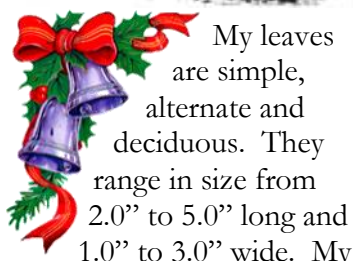 My leaves
are simple,
alternate and
deciduous.  They
range in size from
2.0” to 5.0” long and
1.0” to 3.0” wide.  My